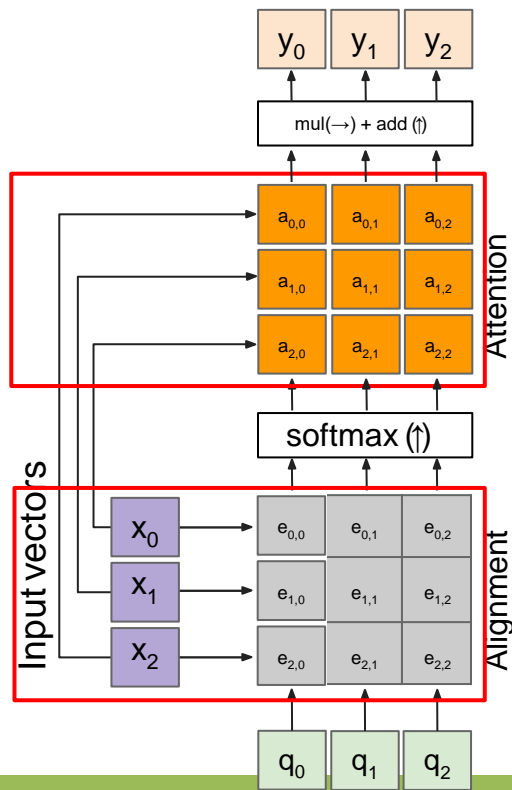 y0 y1 y2
mul(→) + add (↑)
a0,0 a0,1 a0,2
a1,0 a1,1 a1,2
a2,0 a2,1 a2,2
Attention
softmax (↑)
Input vectors
x0 e0,0 e0,1 e0,2
x1 e1,0 e1,1 e1,2
x2 e2,0 e2,1 e2,2
Alignment
q0 q1 q2